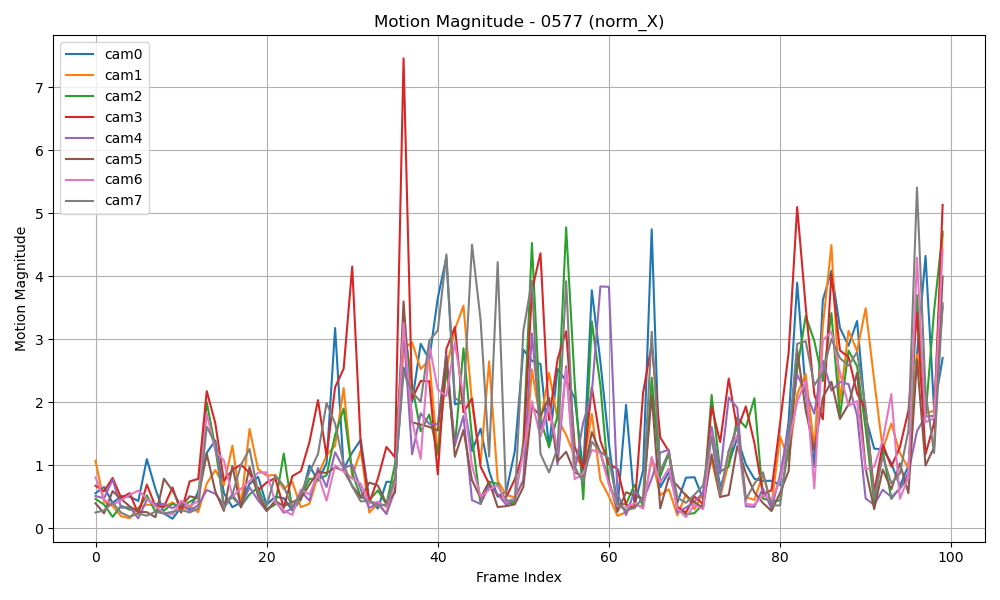 Motion Magnitude - 0577 (norm_X)
cam0
cam1
cam2
cam3
cam4
cam5
cam6
cam7
Motion Magnitude
7
6
5
4
3
2
1
0
0 20 40 60 80 100
Frame Index